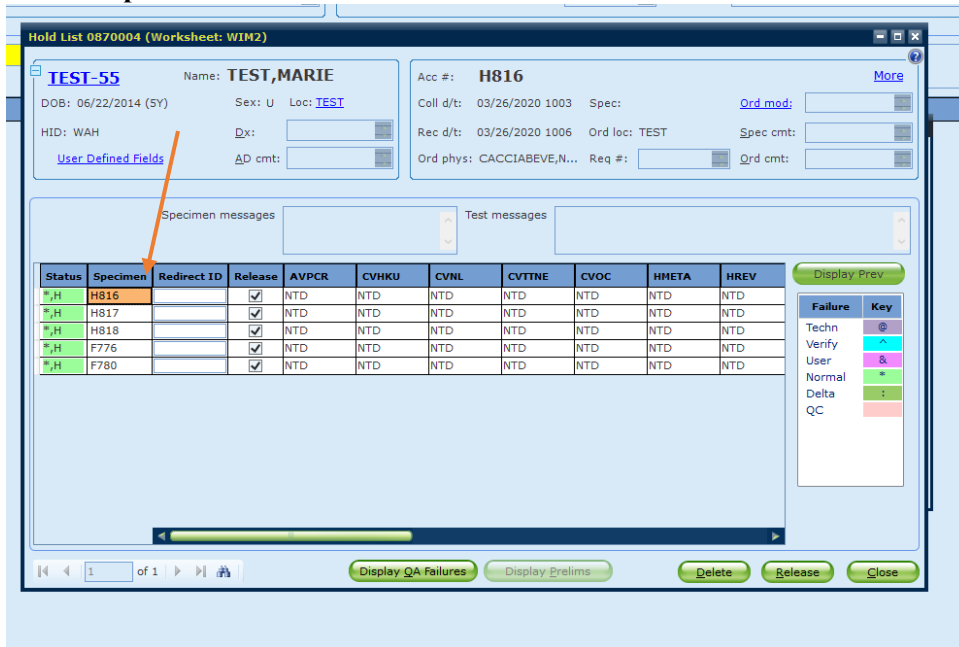 Hold List 0870004 (Worksheet: WIM2)
TEST-55 Name: TEST,MARIE
DOB: 06/22/2014 (5Y) Sex: U Loc: TEST
HID: WAH Dx:
User Defined Fields AD cmt:
Acc #: H816 More
Coll d/t: 03/26/2020 1003 Spec: Ord mod:
Rec d/t: 03/26/2020 1006 Ord loc: TEST Spec cmt:
Ord phys: CACCIABEVE,N... Req #: Ord cmt:
Specimen messages Test messages
Status Specimen Redirect ID Release AVPCR CVHKU CVNL CVTTNE CVOC HMETA HREV
*,H H816 NTD NTD NTD NTD NTD NTD NTD
*,H H817 NTD NTD NTD NTD NTD NTD NTD
*,H H818 NTD NTD NTD NTD NTD NTD NTD
*,H F776 NTD NTD NTD NTD NTD NTD NTD
*,H F780 NTD NTD NTD NTD NTD NTD NTD
Display Prev
Failure Key
Techn @
Verify ^
User &
Normal *
Delta :
QC
1 of 1 Display QA Failures Display Prelims Delete Release Close